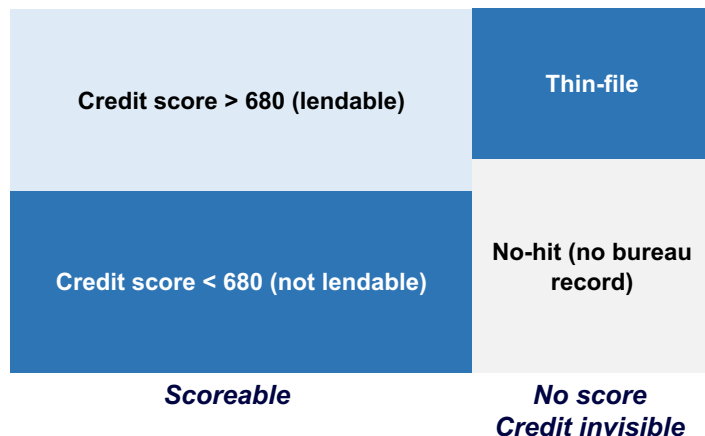 Credit score > 680 (lendable)
Thin-file
Credit score < 680 (not lendable)
No-hit (no bureau
record)
Scoreable
No score
Credit invisible